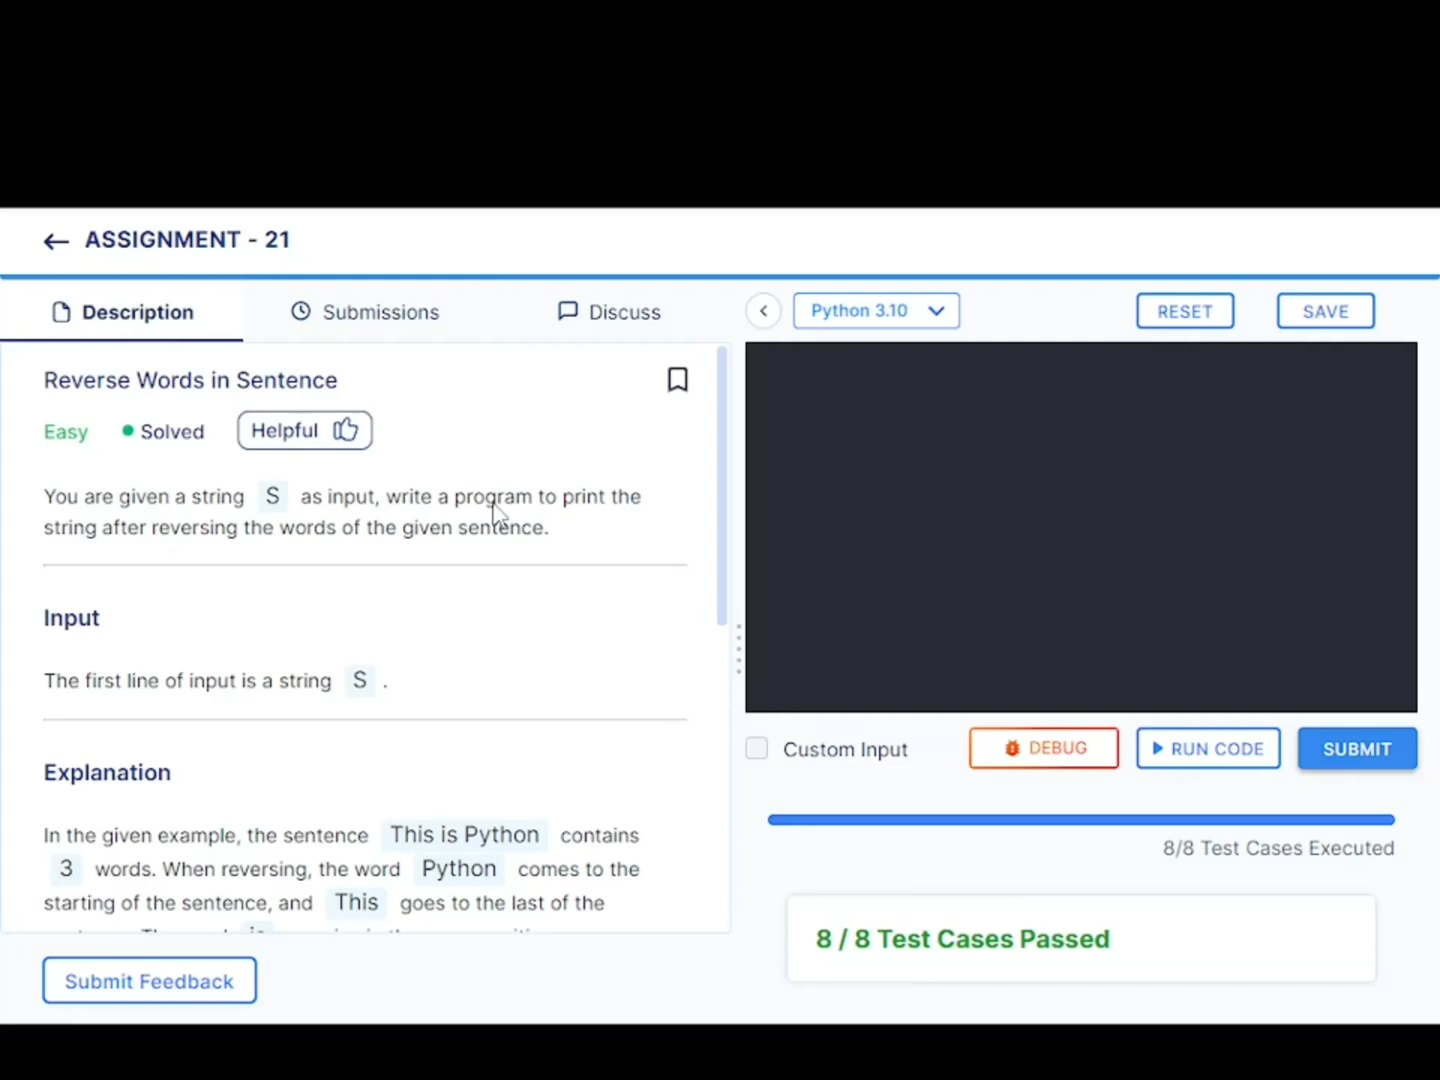 ASSIGNMENT - 21
Description
Submissions
Discuss
Python 3.10
RESET
SAVE
Reverse Words in Sentence
Easy
Solved
Helpful
You are given a string S as input, write a program to print the
string after reversing the words of the given sentence.
Input
The first line of input is a string S .
Explanation
In the given example, the sentence This is Python contains
3 words. When reversing, the word Python comes to the
starting of the sentence, and This goes to the last of the
Submit Feedback
Custom Input
DEBUG
RUN CODE
SUBMIT
8/8 Test Cases Executed
8 / 8 Test Cases Passed